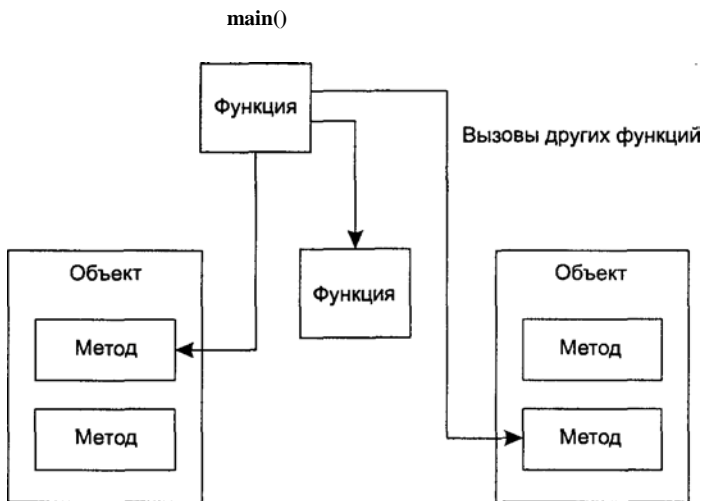 main()
Функция
Вызовы других функций
Объект
Метод
Метод
Функция
Объект
Метод
Метод